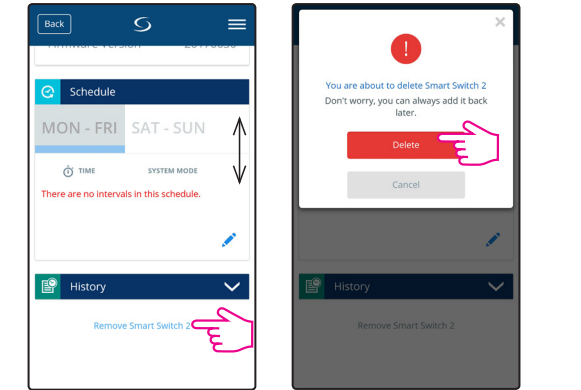 Back
Schedule
MON - FRI SAT - SUN
TIME SYSTEM MODE
There are no intervals in this schedule.
History
Remove Smart Switch 2
×
!
You are about to delete Smart Switch 2
Don't worry, you can always add it back
later.
Delete
Cancel
History
Remove Smart Switch 2